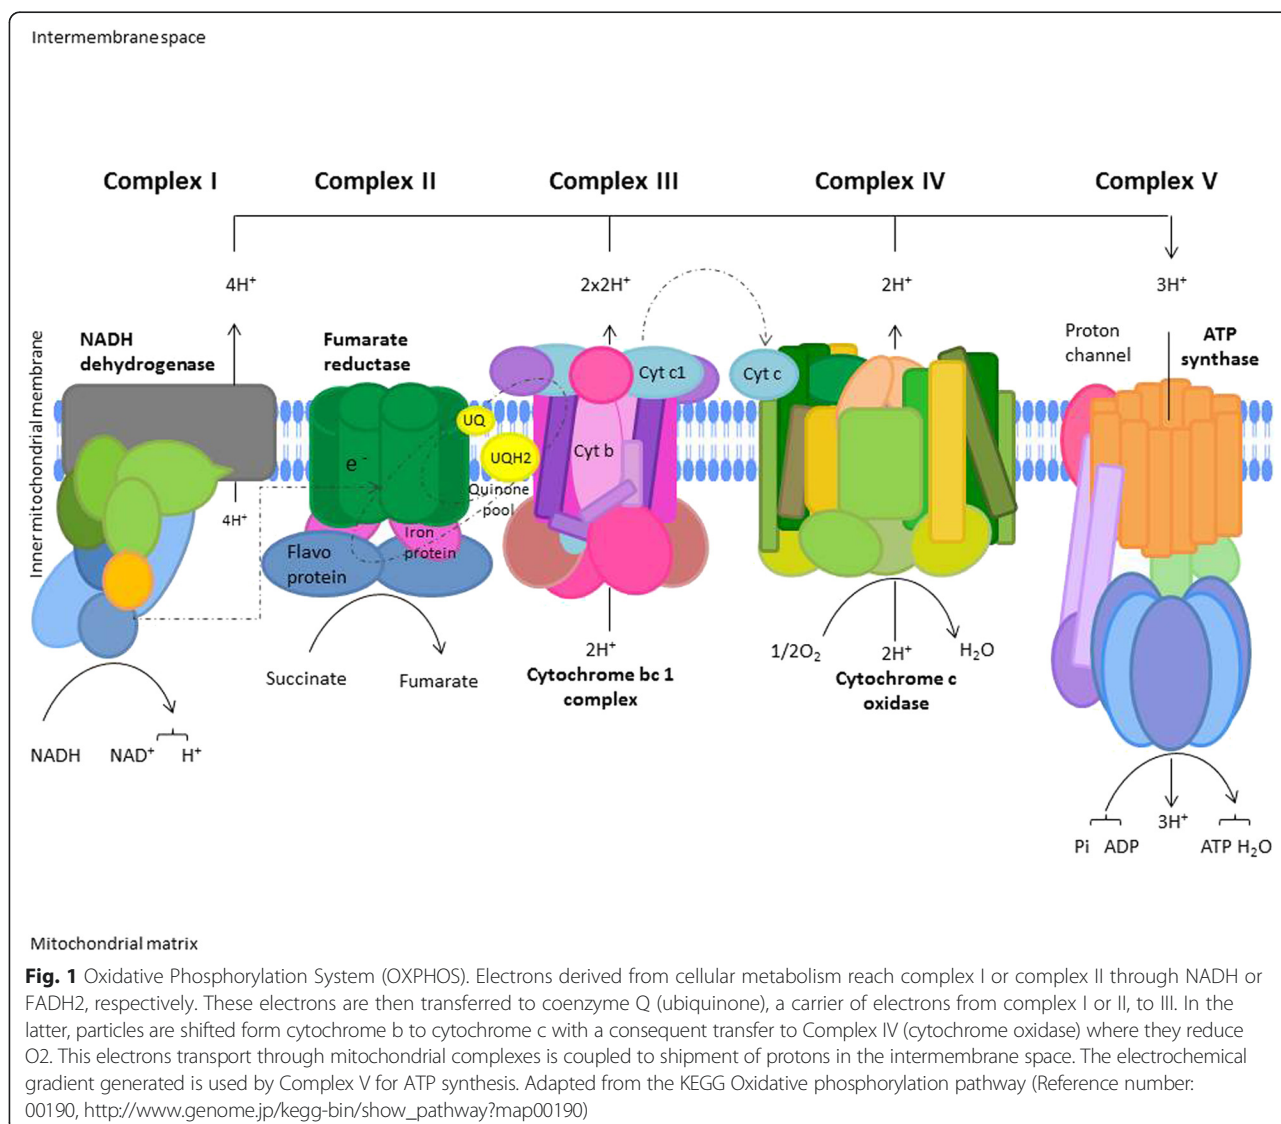 Intermembrane space
Complex I
Complex II
Complex III
Complex IV
Complex V
4H⁺
2x2H⁺
2H⁺
3H⁺
Innermitochondrial membrane
NADH
dehydrogenase
Fumarate
reductase
Cyt c1
Cyt c
Proton
channel
ATP
synthase
UQ
e⁻
UQH2
Cyt b
Quinone
pool
4H⁺
Iron
protein
Flavo
protein
Succinate
Fumarate
2H⁺
Cytochrome bc 1
complex
1/2O₂
2H⁺
H₂O
Cytochrome c
oxidase
NADH
NAD⁺
H⁺
Pi
ADP
3H⁺
ATP
H₂O
Mitochondrial matrix
Fig. 1 Oxidative Phosphorylation System (OXPHOS). Electrons derived from cellular metabolism reach complex I or complex II through NADH or
FADH2, respectively. These electrons are then transferred to coenzyme Q (ubiquinone), a carrier of electrons from complex I or II, to III. In the
latter, particles are shifted form cytochrome b to cytochrome c with a consequent transfer to Complex IV (cytochrome oxidase) where they reduce
O2. This electrons transport through mitochondrial complexes is coupled to shipment of protons in the intermembrane space. The electrochemical
gradient generated is used by Complex V for ATP synthesis. Adapted from the KEGG Oxidative phosphorylation pathway (Reference number:
00190, http://www.genome.jp/kegg-bin/show_pathway?map00190)